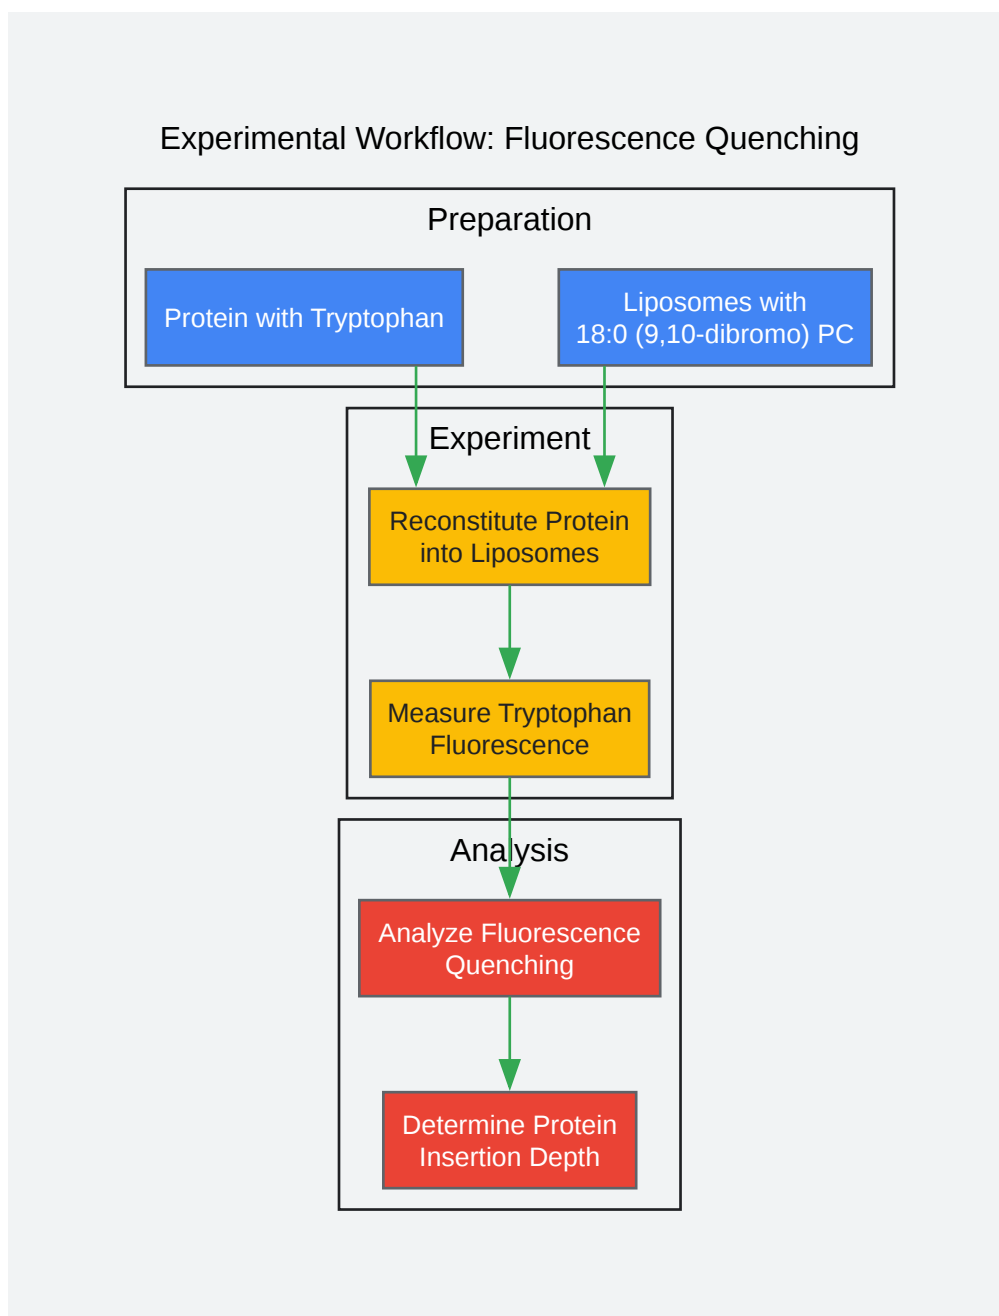 Experimental Workflow: Fluorescence Quenching
Preparation
Protein with Tryptophan
Liposomes with
18:0 (9,10-dibromo) PC
Experiment
Reconstitute Protein
into Liposomes
Measure Tryptophan
Fluorescence
Analysis
Analyze Fluorescence
Quenching
Determine Protein
Insertion Depth